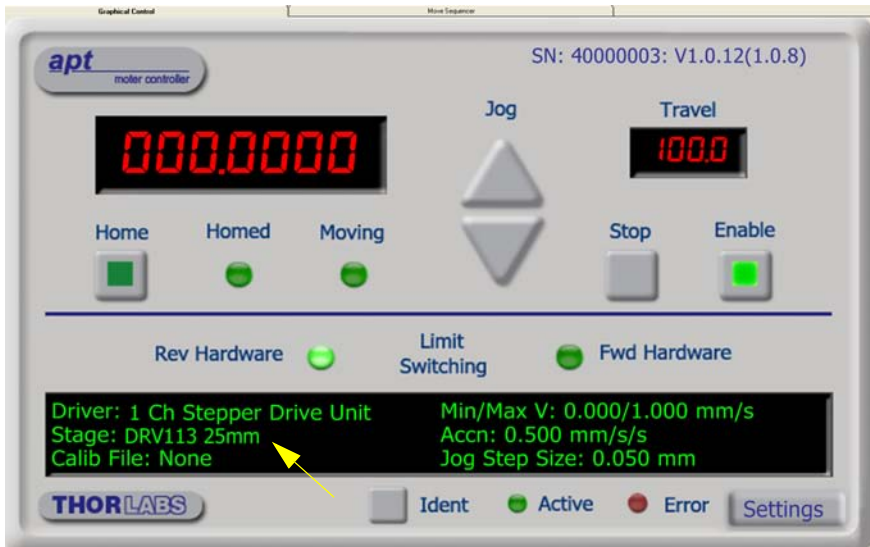 Graphical Control Move Sequencer
apt
moter controller
SN: 40000003: V1.0.12(1.0.8)
Jog Travel
000.0000 100.0
Home Homed Moving Stop Enable
Rev Hardware Limit Switching Fwd Hardware
Driver: 1 Ch Stepper Drive Unit Min/Max V: 0.000/1.000 mm/s
Stage: DRV113 25mm Accn: 0.500 mm/s/s
Calib File: None Jog Step Size: 0.050 mm
THORLABS Ident Active Error Settings